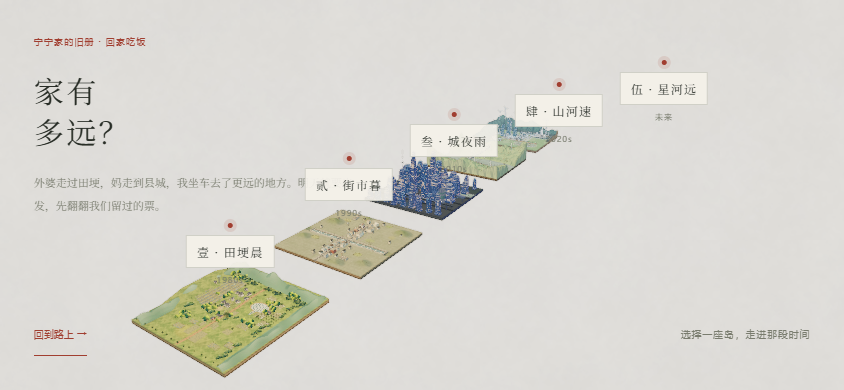 宁宁家的旧册 · 回家吃饭
家有
多远？
外婆走过田埂，妈走到县城，我坐车去了更远的地方。明
发，先翻翻我们留过的票。
壹 · 田埂晨
1980s
贰 · 街市暮
1990s
叁 · 城夜雨
肆 · 山河速
2020s
伍 · 星河远
未来
回到路上 →
选择一座岛，走进那段时间